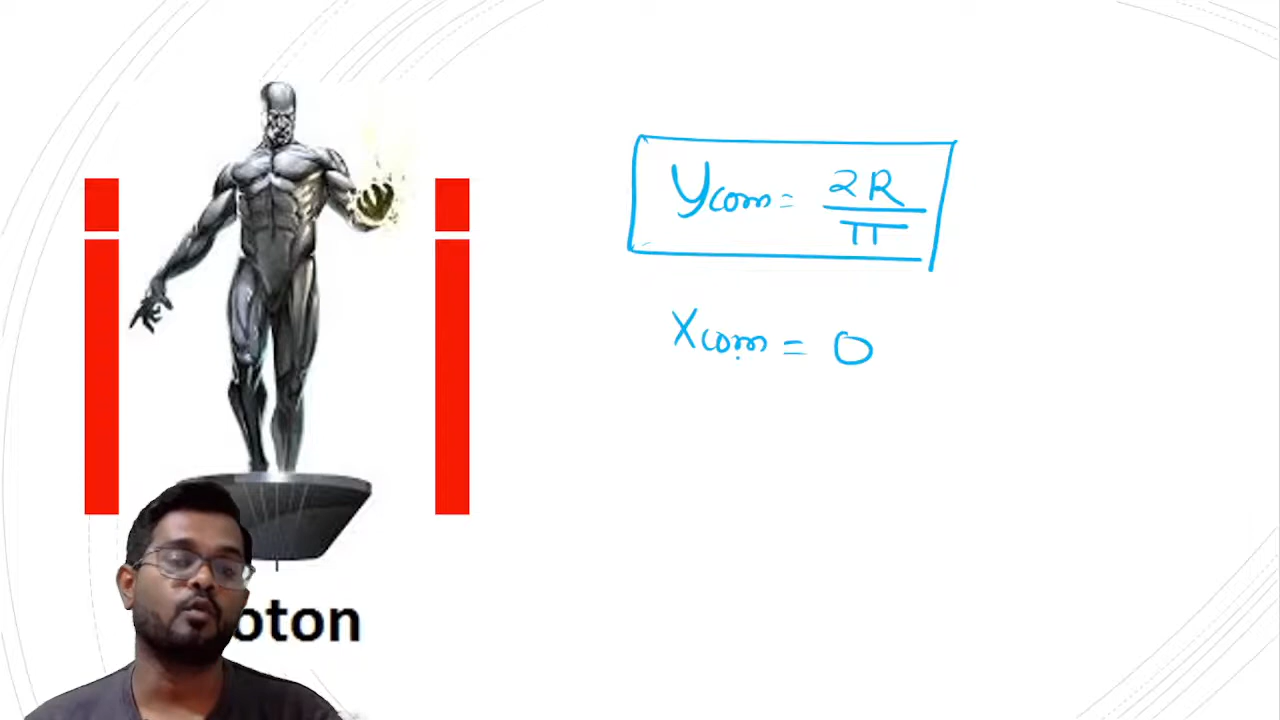 Ycom = 2R/π
Xcom = 0
oton